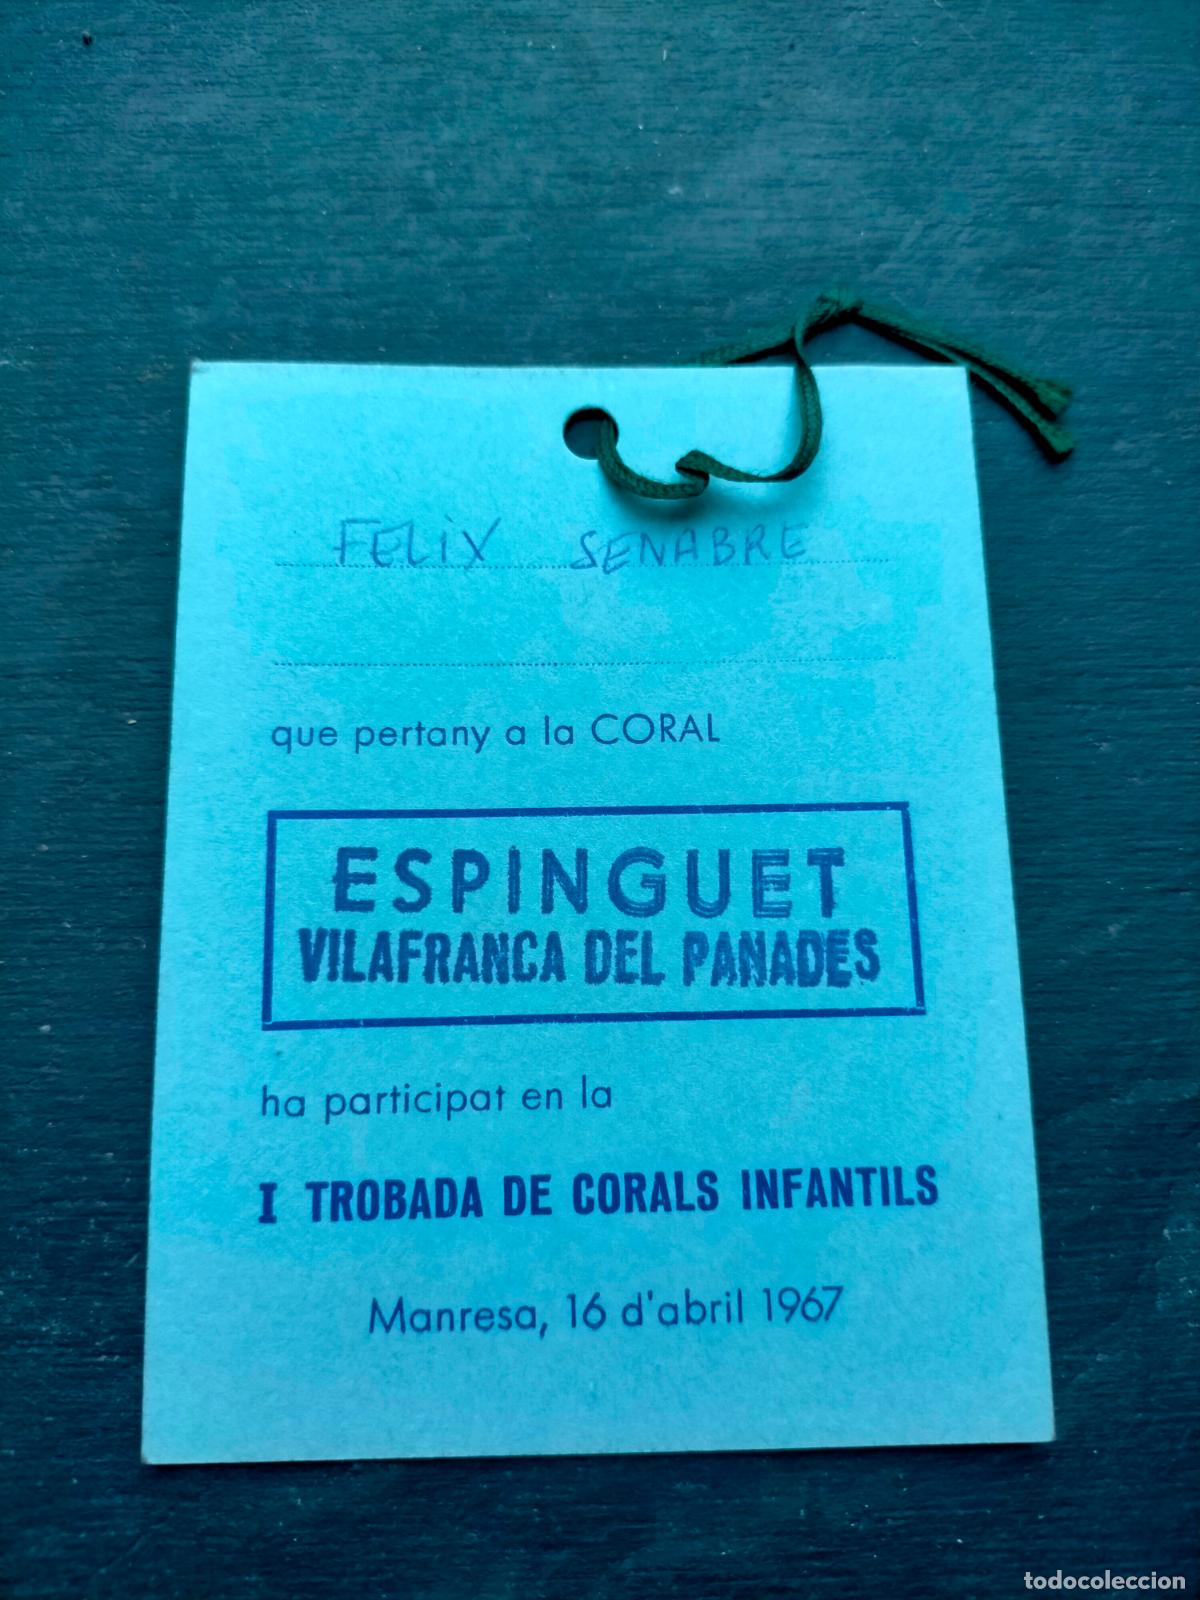 FELIX SENABRE
que pertany a la CORAL
ESPINGUET
VILAFRANCA DEL PANADES
ha participat en la
I TROBADA DE CORALS INFANTILS
Manresa, 16 d'abril 1967
todocoleccion